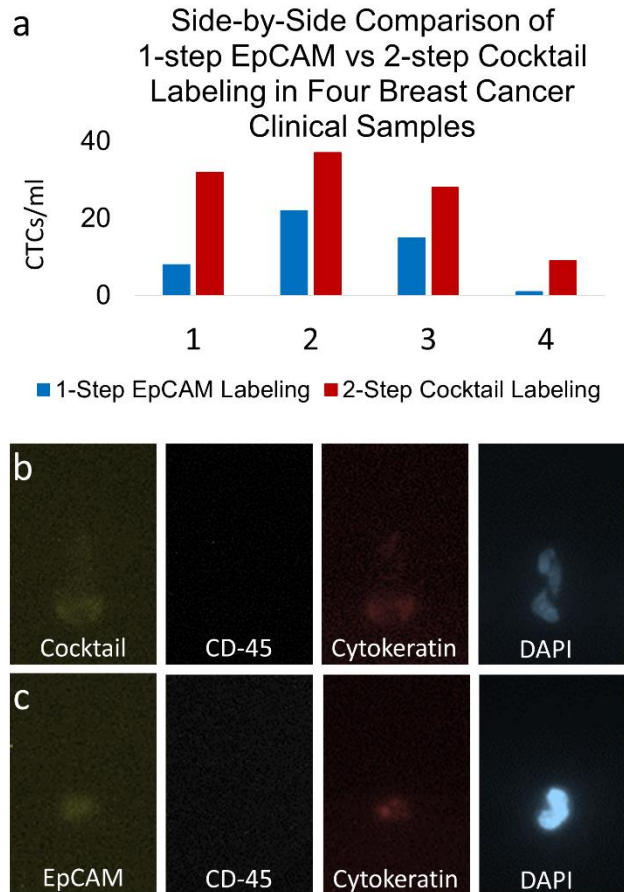 a
Side-by-Side Comparison of
1-step EpCAM vs 2-step Cocktail
Labeling in Four Breast Cancer
Clinical Samples
CTCs/ml
40
20
0
1 2 3 4
1-Step EpCAM Labeling 2-Step Cocktail Labeling
b
Cocktail CD-45 Cytokeratin DAPI
c
EpCAM CD-45 Cytokeratin DAPI